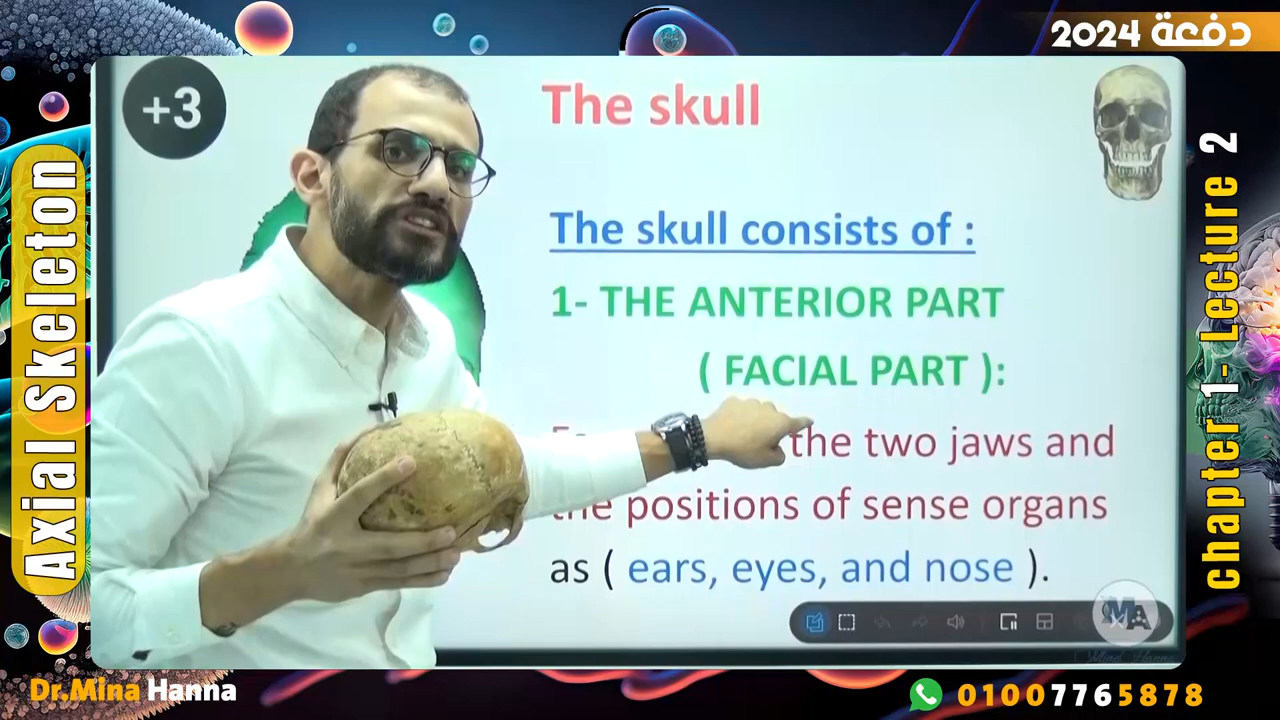 دفعة 2024
+3
The skull
The skull consists of :
1- THE ANTERIOR PART
( FACIAL PART ):
the two jaws and
the positions of sense organs
as ( ears, eyes, and nose ).
MA
Axial Skeleton
chapter 1- Lecture 2
Dr.Mina Hanna
01007765878